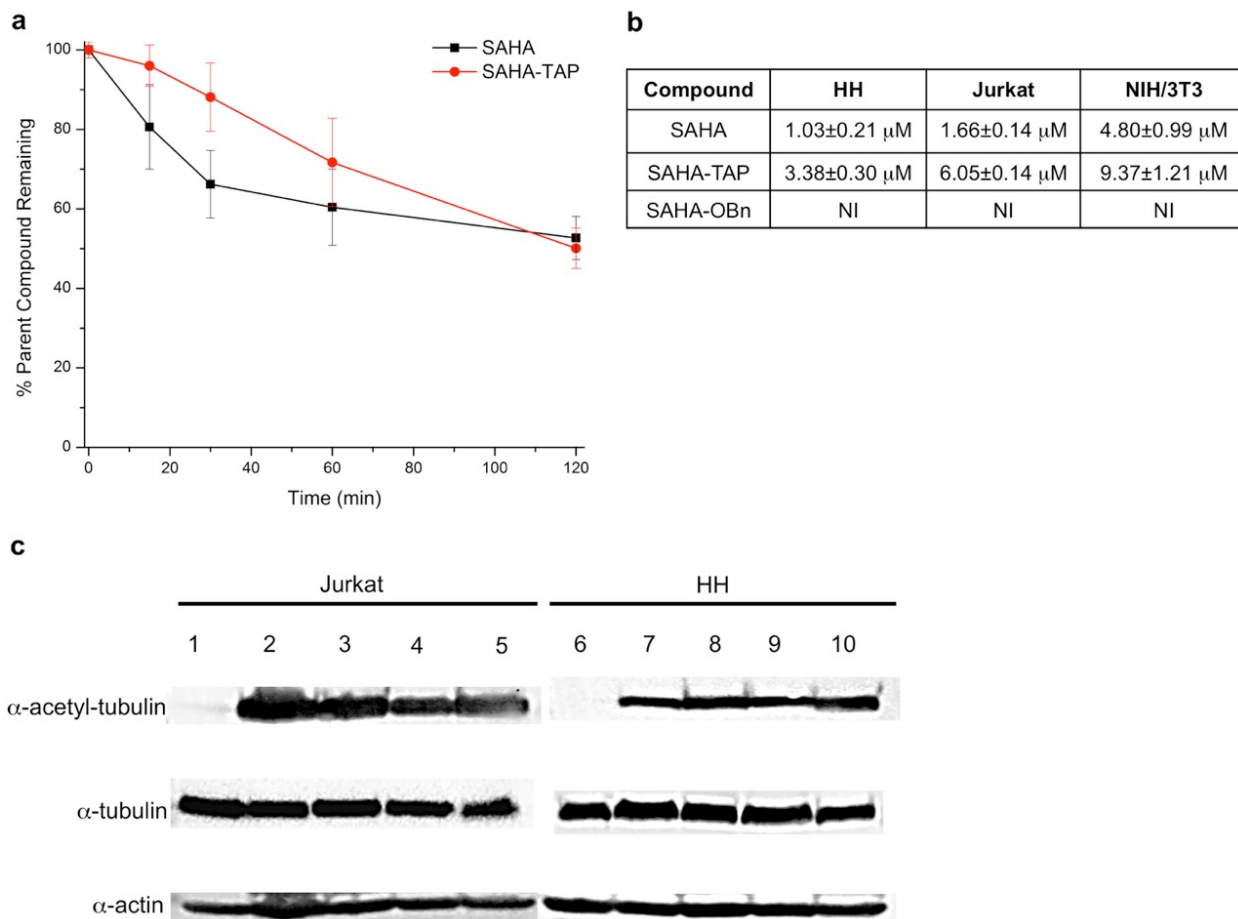 a
SAHA
SAHA-TAP
% Parent Compound Remaining
100
80
60
40
20
0
0 20 40 60 80 100 120
Time (min)
b
Compound HH Jurkat NIH/3T3
SAHA 1.03±0.21 μM 1.66±0.14 μM 4.80±0.99 μM
SAHA-TAP 3.38±0.30 μM 6.05±0.14 μM 9.37±1.21 μM
SAHA-OBn NI NI NI
c
Jurkat HH
1 2 3 4 5 6 7 8 9 10
α-acetyl-tubulin
α-tubulin
α-actin